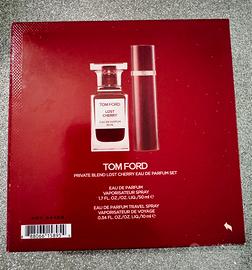 TOM FORD
LOST
CHERRY
EAU DE PARFUM
TOM FORD
PRIVATE BLEND LOST CHERRY EAU DE PARFUM SET
EAU DE PARFUM
VAPORISATEUR SPRAY
1.7 FL.OZ./OZ. LIQ./50 ml ℮
EAU DE PARFUM TRAVEL SPRAY
VAPORISATEUR DE VOYAGE
0.34 FL.OZ./OZ. LIQ./10 ml ℮